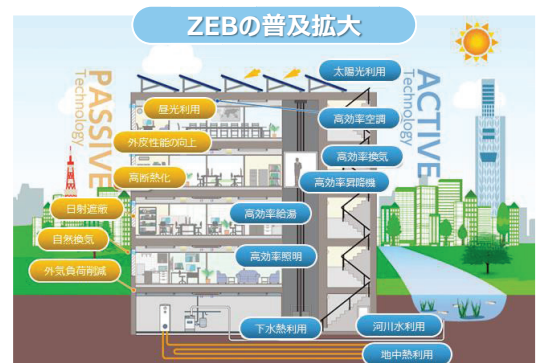 ZEBの普及拡大
PASSIVE
Technology
ACTIVE
Technology
昼光利用
外皮性能の向上
高断熱化
日射遮蔽
自然換気
外気負荷削減
太陽光利用
高効率空調
高効率換気
高効率昇降機
高効率給湯
高効率照明
下水熱利用
河川水利用
地中熱利用